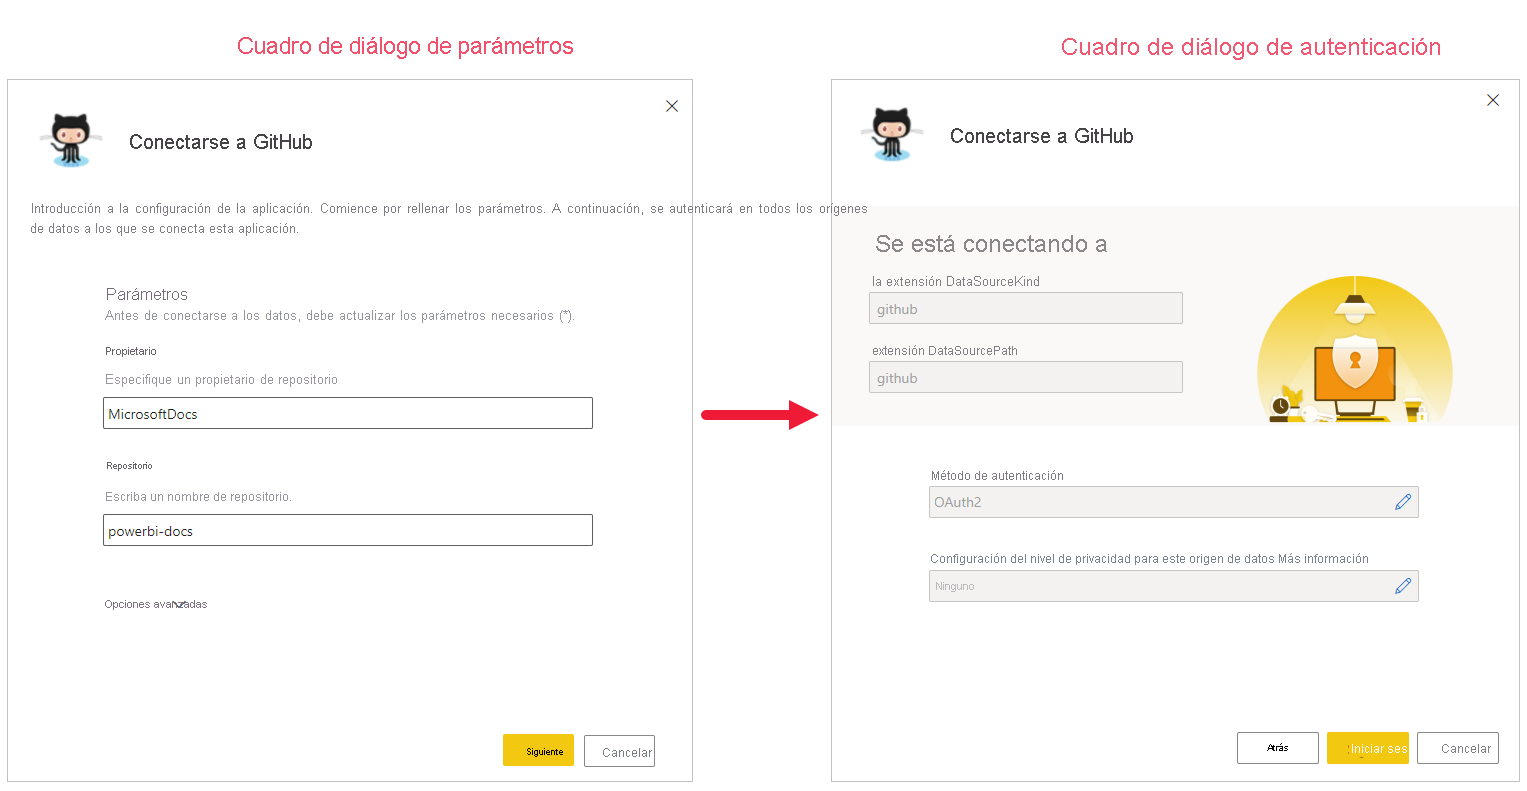 Cuadro de diálogo de parámetros
Conectarse a GitHub
Introducción a la configuración de la aplicación. Comience por rellenar los parámetros. A continuación, se autenticará en todos los orígenes
de datos a los que se conecta esta aplicación.
Parámetros
Antes de conectarse a los datos, debe actualizar los parámetros necesarios (*).
Propietario
Especifique un propietario de repositorio
MicrosoftDocs
Repositorio
Escriba un nombre de repositorio.
powerbi-docs
Opciones avanzadas
Siguiente
Cancelar
Cuadro de diálogo de autenticación
Conectarse a GitHub
Se está conectando a
la extensión DataSourceKind
github
extensión DataSourcePath
github
Método de autenticación
OAuth2
Configuración del nivel de privacidad para este origen de datos Más información
Ninguno
Atrás
Iniciar ses
Cancelar